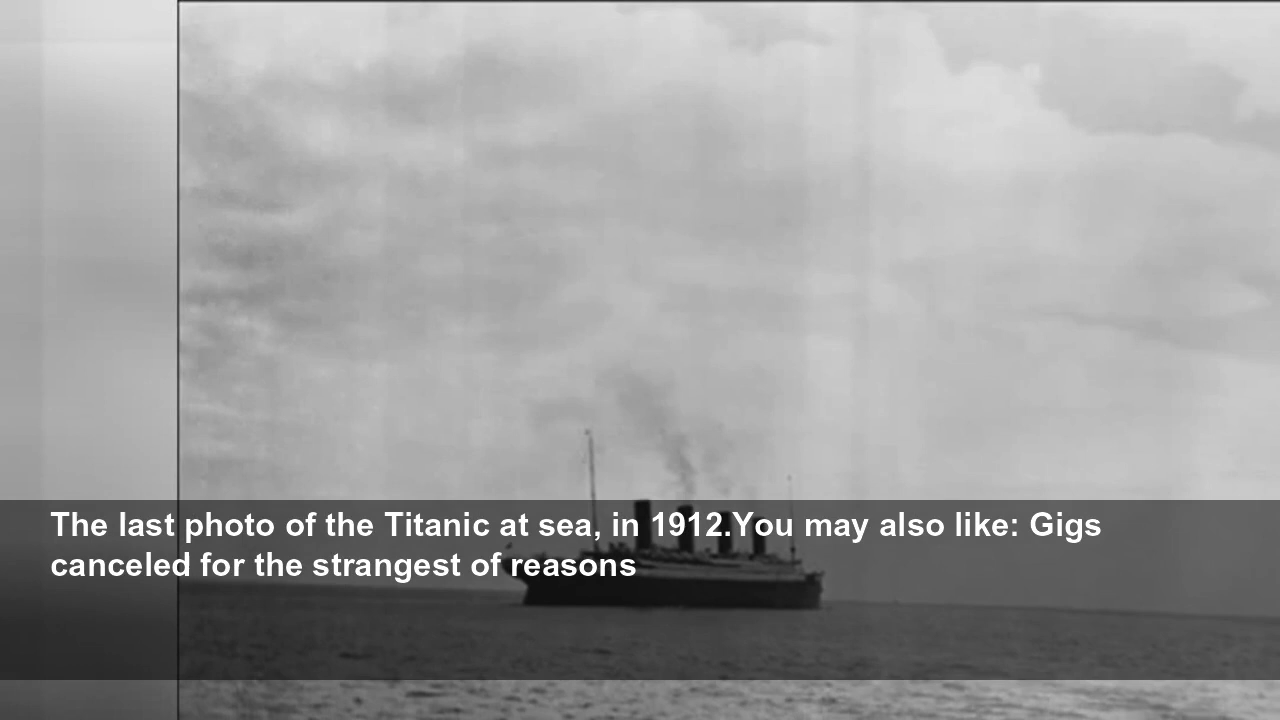 The last photo of the Titanic at sea, in 1912.You may also like: Gigs
canceled for the strangest of reasons